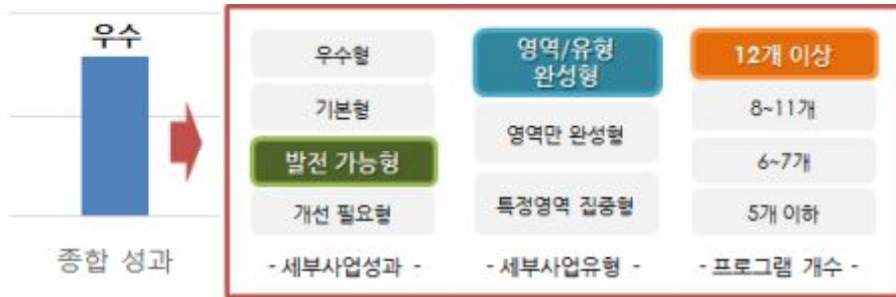 우수
종합 성과
우수형
기본형
발전 가능형
개선 필요형
- 세부사업성과 -
영역/유형
완성형
영역만 완성형
특정영역 집중형
- 세부사업유형 -
12개 이상
8~11개
6~7개
5개 이하
- 프로그램 개수 -